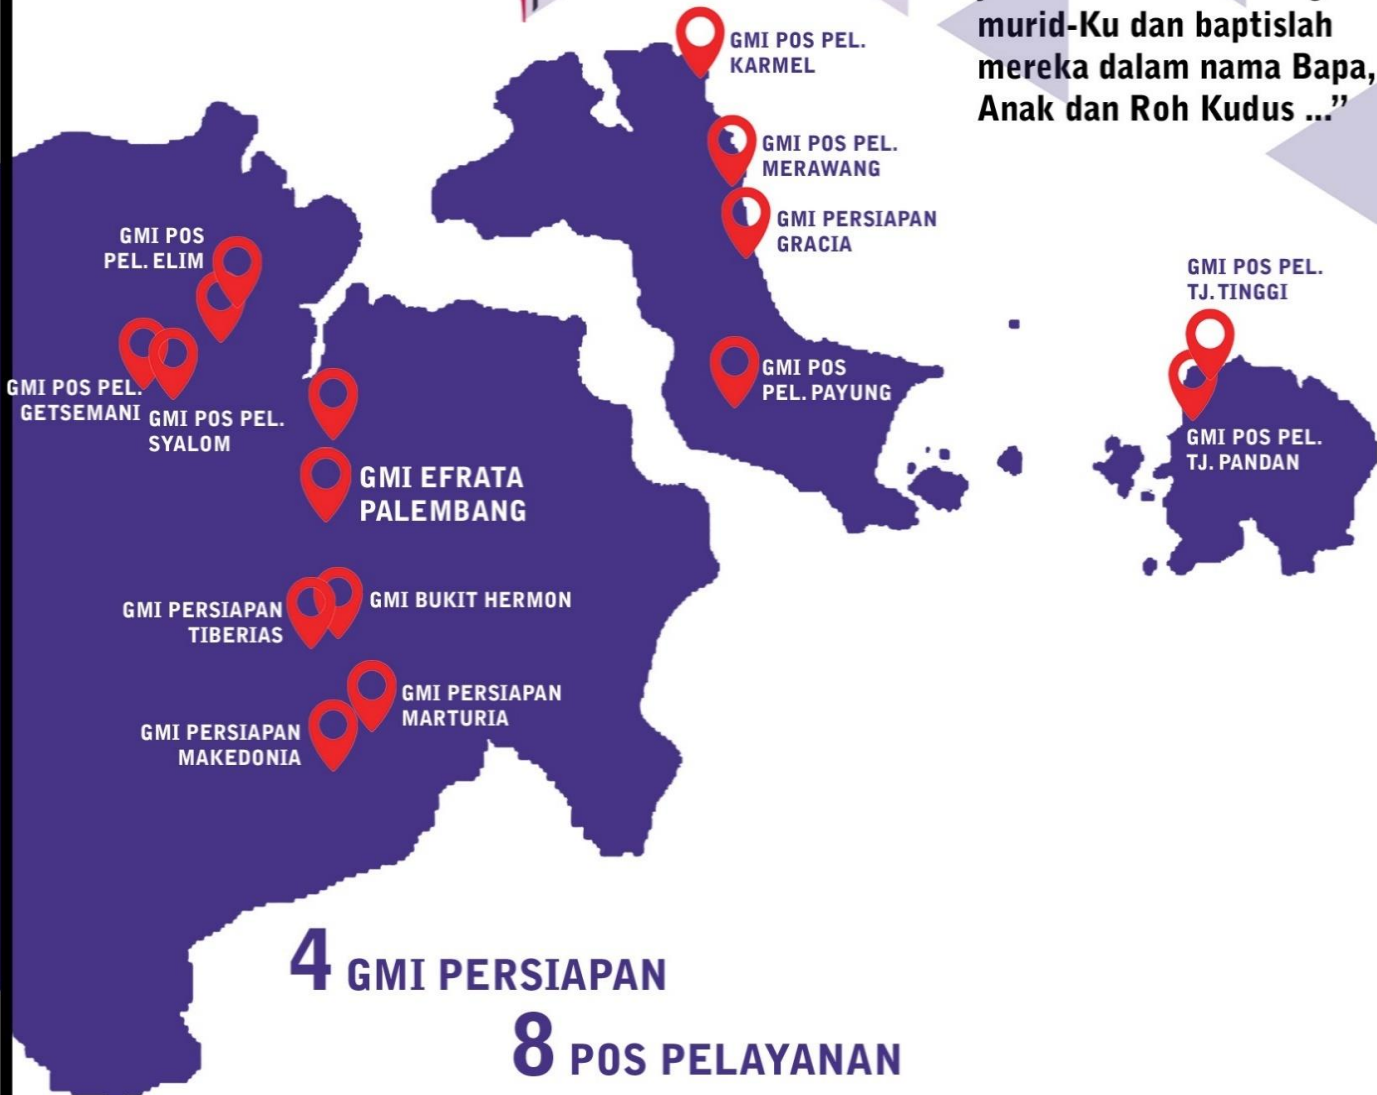 murid-Ku dan baptislah
mereka dalam nama Bapa,
Anak dan Roh Kudus ...”
GMI POS PEL.
KARMEL
GMI POS PEL.
MERAWANG
GMI PERSIAPAN
GRACIA
GMI POS
PEL. ELIM
GMI POS PEL.
TJ. TINGGI
GMI POS
PEL. PAYUNG
GMI POS PEL.
GETSEMANI
GMI POS PEL.
SYALOM
GMI POS PEL.
TJ. PANDAN
GMI EFRATA
PALEMBANG
GMI PERSIAPAN
TIBERIAS
GMI BUKIT HERMON
GMI PERSIAPAN
MARTURIA
GMI PERSIAPAN
MAKEDONIA
4 GMI PERSIAPAN
8 POS PELAYANAN